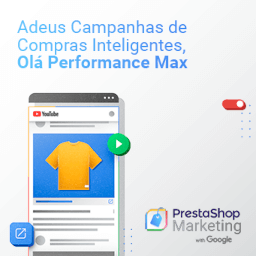 Adeus Campanhas de
Compras Inteligentes,
Olá Performance Max
YouTube
PrestaShop
Marketing
with Google